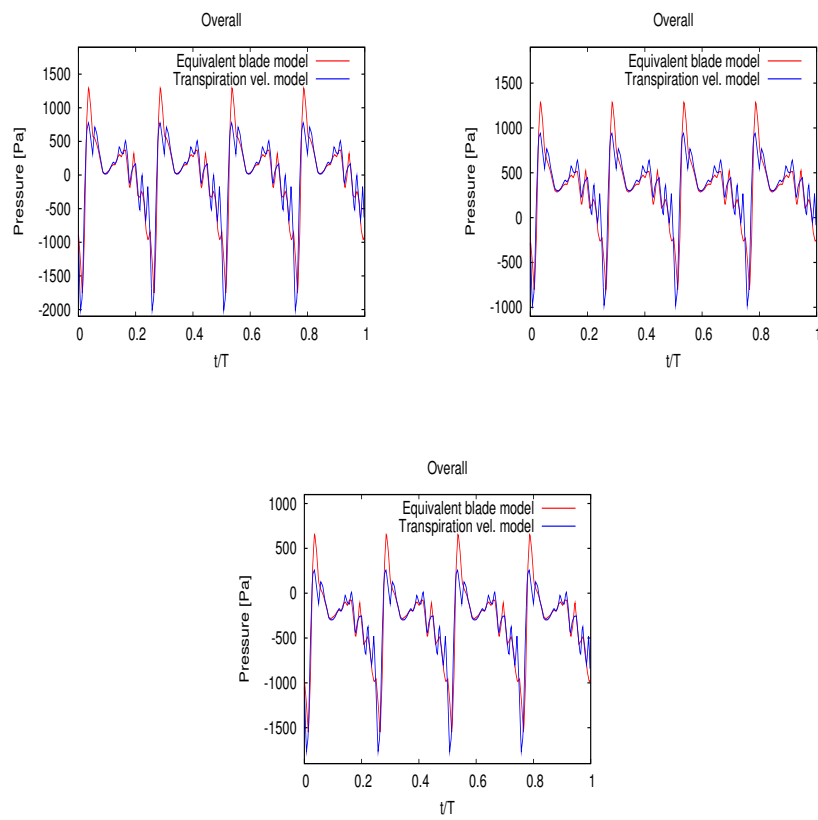 Overall
Equivalent blade model
Transpiration vel. model
Pressure [Pa]
1500
1000
500
0
-500
-1000
-1500
-2000
0 0.2 0.4 0.6 0.8 1
t/T
Overall
Equivalent blade model
Transpiration vel. model
Pressure [Pa]
1500
1000
500
0
-500
-1000
0 0.2 0.4 0.6 0.8 1
t/T
Overall
Equivalent blade model
Transpiration vel. model
Pressure [Pa]
1000
500
0
-500
-1000
-1500
0 0.2 0.4 0.6 0.8 1
t/T